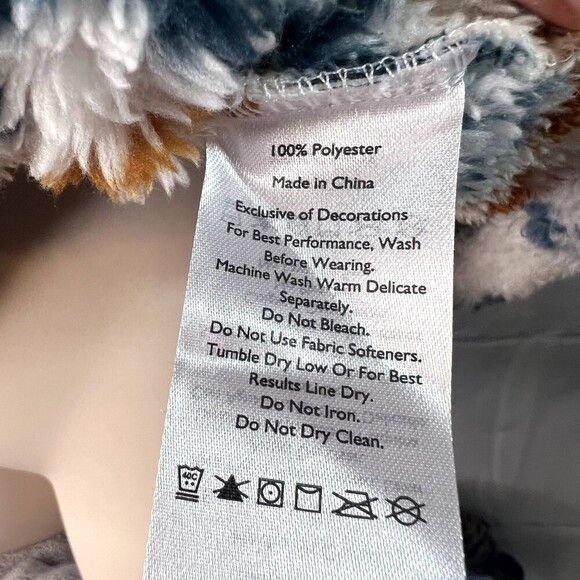 100% Polyester
Made in China
Exclusive of Decorations
For Best Performance, Wash
Before Wearing.
Machine Wash Warm Delicate
Separately.
Do Not Bleach.
Do Not Use Fabric Softeners.
Tumble Dry Low Or For Best
Results Line Dry.
Do Not Iron.
Do Not Dry Clean.
40C